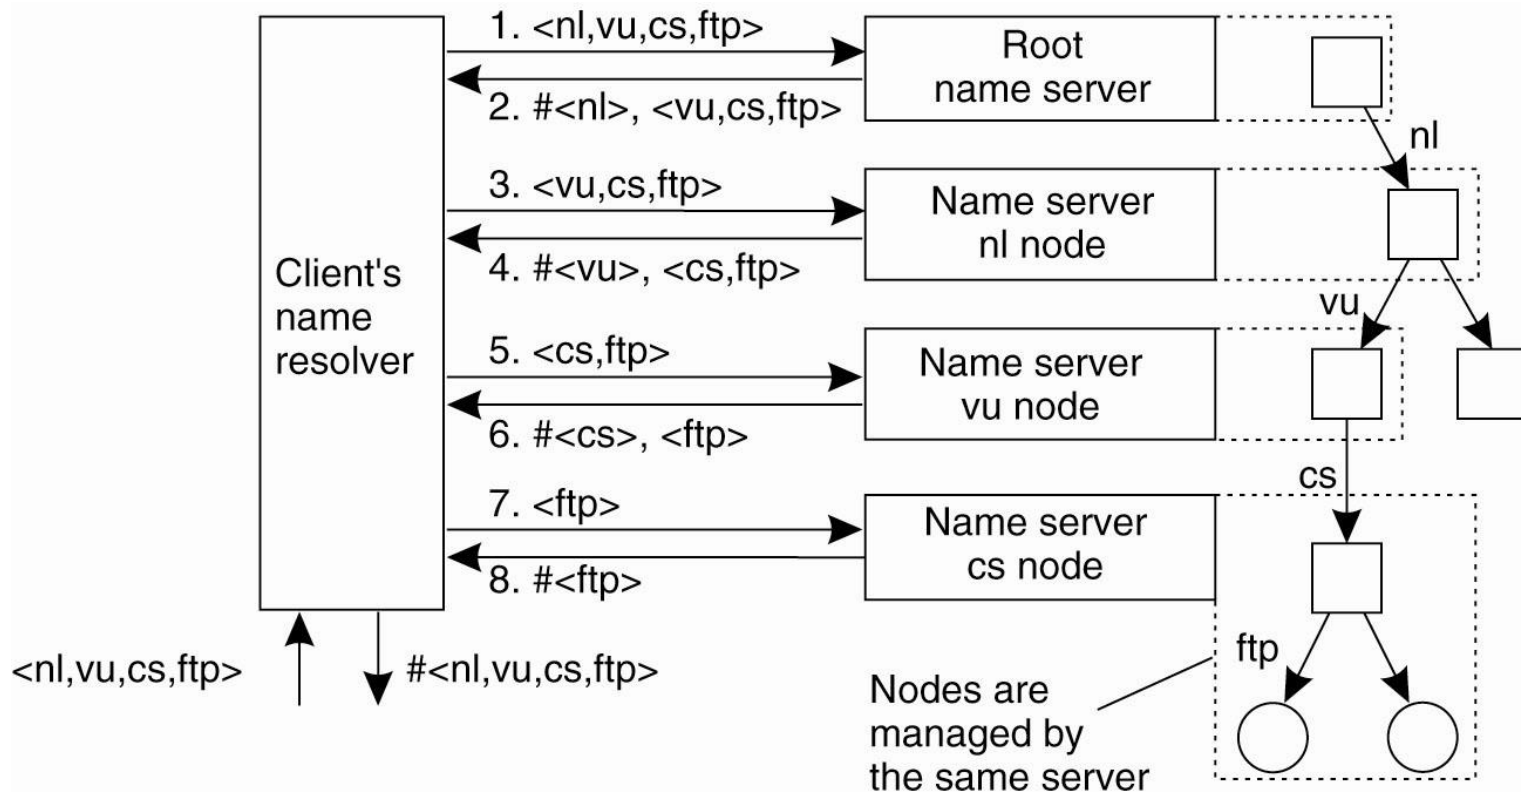 1. <nl,vu,cs,ftp>
Root
name server
2. #<nl>, <vu,cs,ftp>
nl
3. <vu,cs,ftp>
Name server
nl node
4. #<vu>, <cs,ftp>
Client's
name
resolver
vu
5. <cs,ftp>
Name server
vu node
6. #<cs>, <ftp>
cs
7. <ftp>
Name server
cs node
8. #<ftp>
<nl,vu,cs,ftp>
#<nl,vu,cs,ftp>
ftp
Nodes are
managed by
the same server